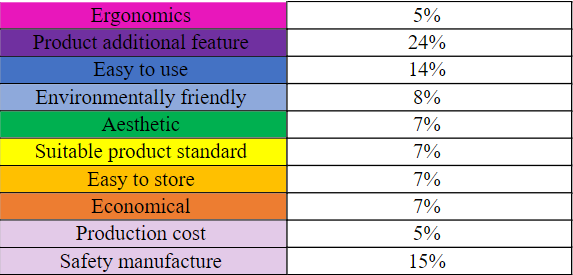 Ergonomics 5%
Product additional feature 24%
Easy to use 14%
Environmentally friendly 8%
Aesthetic 7%
Suitable product standard 7%
Easy to store 7%
Economical 7%
Production cost 5%
Safety manufacture 15%